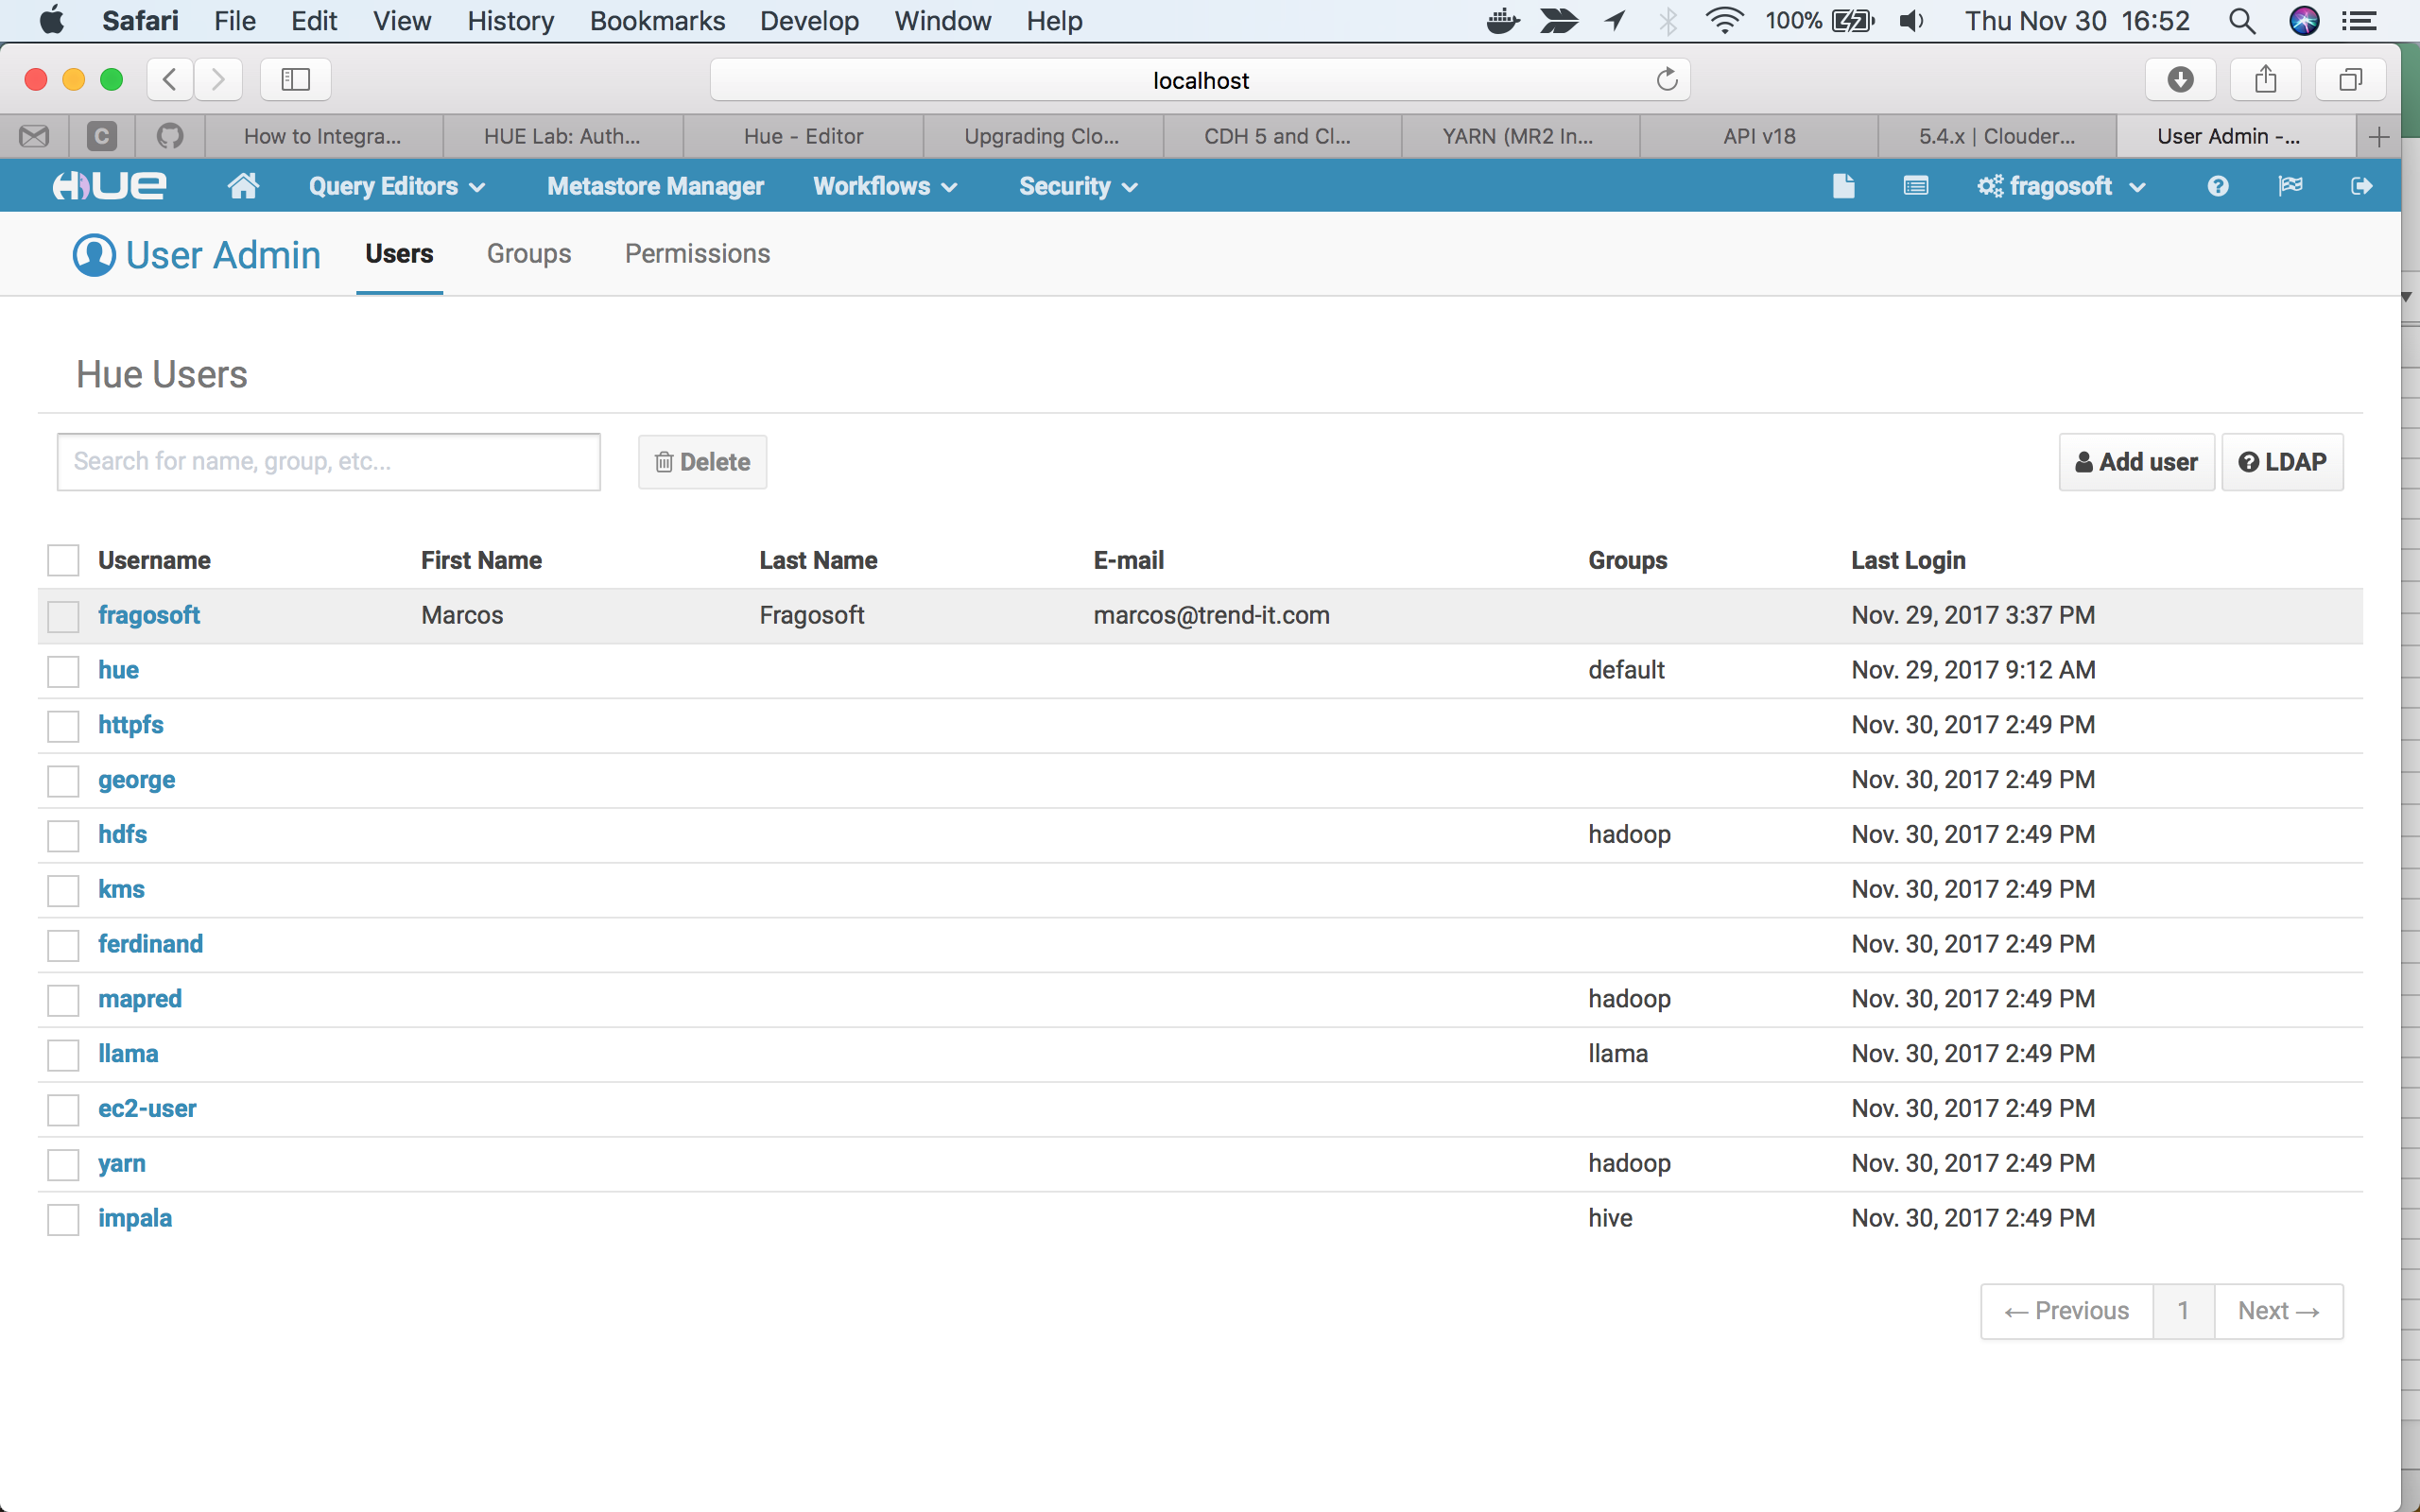 Safari File Edit View History Bookmarks Develop Window Help 100% Thu Nov 30 16:52
localhost
C How to Integra... HUE Lab: Auth... Hue - Editor Upgrading Clo... CDH 5 and Cl... YARN (MR2 In... API v18 5.4.x | Clouder... User Admin -...
HUE Query Editors Metastore Manager Workflows Security fragosoft
User Admin Users Groups Permissions
Hue Users
Search for name, group, etc... Delete Add user LDAP
Username First Name Last Name E-mail Groups Last Login
fragosoft Marcos Fragosoft marcos@trend-it.com Nov. 29, 2017 3:37 PM
hue default Nov. 29, 2017 9:12 AM
httpfs Nov. 30, 2017 2:49 PM
george Nov. 30, 2017 2:49 PM
hdfs hadoop Nov. 30, 2017 2:49 PM
kms Nov. 30, 2017 2:49 PM
ferdinand Nov. 30, 2017 2:49 PM
mapred hadoop Nov. 30, 2017 2:49 PM
llama llama Nov. 30, 2017 2:49 PM
ec2-user Nov. 30, 2017 2:49 PM
yarn hadoop Nov. 30, 2017 2:49 PM
impala hive Nov. 30, 2017 2:49 PM
← Previous 1 Next →